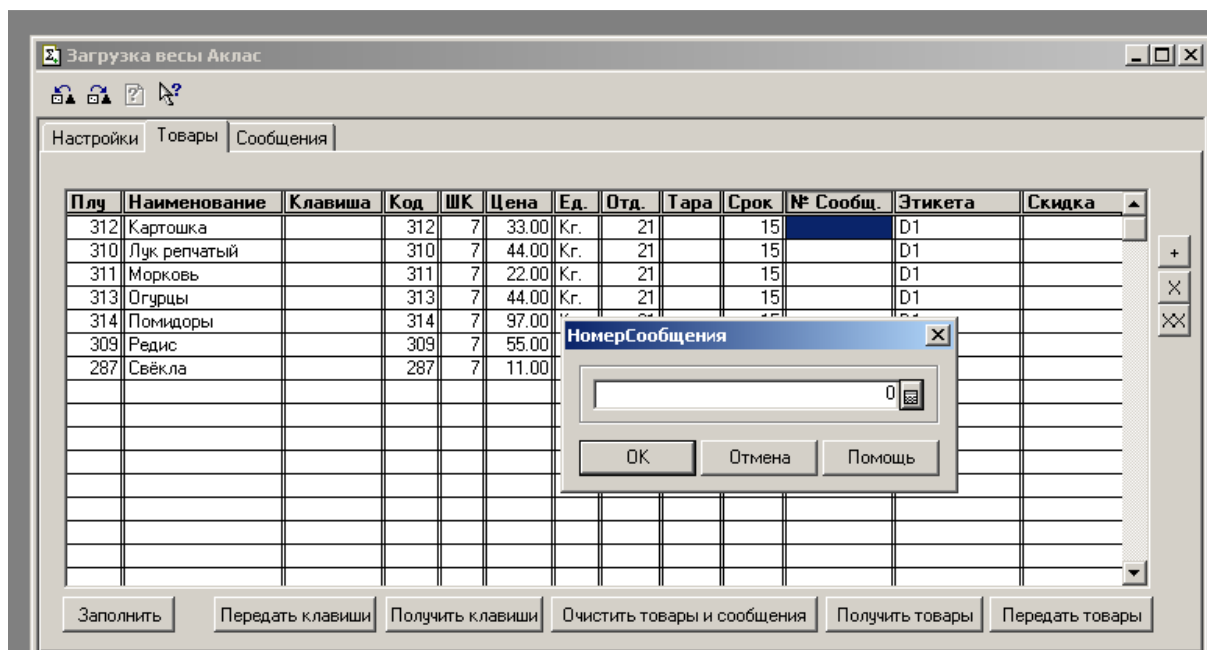 Загрузка весы Аклас
Настройки Товары Сообщения
Плу Наименование Клавиша Код ШК Цена Ед. Отд. Тара Срок № Сообщ. Этикета Скидка
312 Картошка 312 7 33.00 Кг. 21 15 D1
310 Лук репчатый 310 7 44.00 Кг. 21 15 D1
311 Морковь 311 7 22.00 Кг. 21 15 D1
313 Огурцы 313 7 44.00 Кг. 21 15 D1
314 Помидоры 314 7 97.00
309 Редис 309 7 55.00
287 Свёкла 287 7 11.00
+
X
XX
НомерСообщения
0
OK Отмена Помощь
Заполнить Передать клавиши Получить клавиши Очистить товары и сообщения Получить товары Передать товары